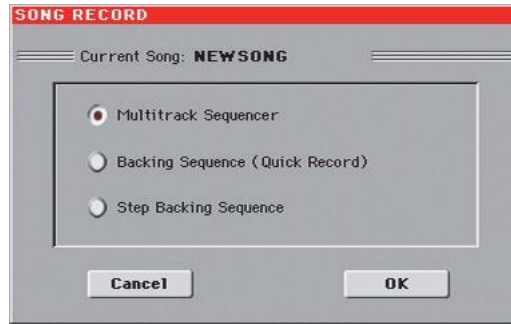 SONG RECORD
Current Song: NEWSONG
Multitrack Sequencer
Backing Sequence (Quick Record)
Step Backing Sequence
Cancel OK